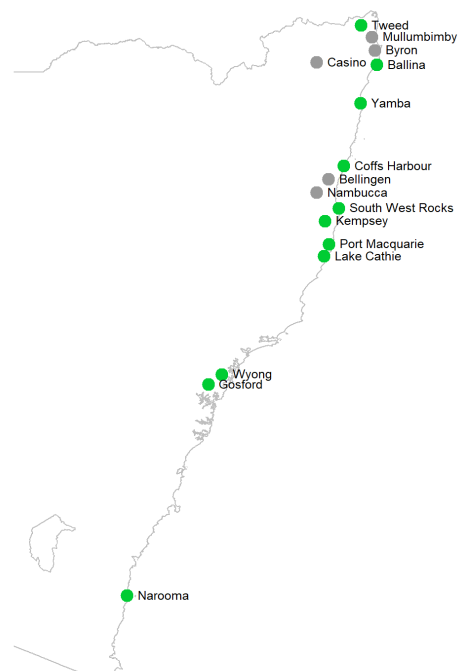 Tweed
Mullumbimby
Byron
Casino
Ballina
Yamba
Coffs Harbour
Bellingen
Nambucca
South West Rocks
Kempsey
Port Macquarie
Lake Cathie
Wyong
Gosford
Narooma